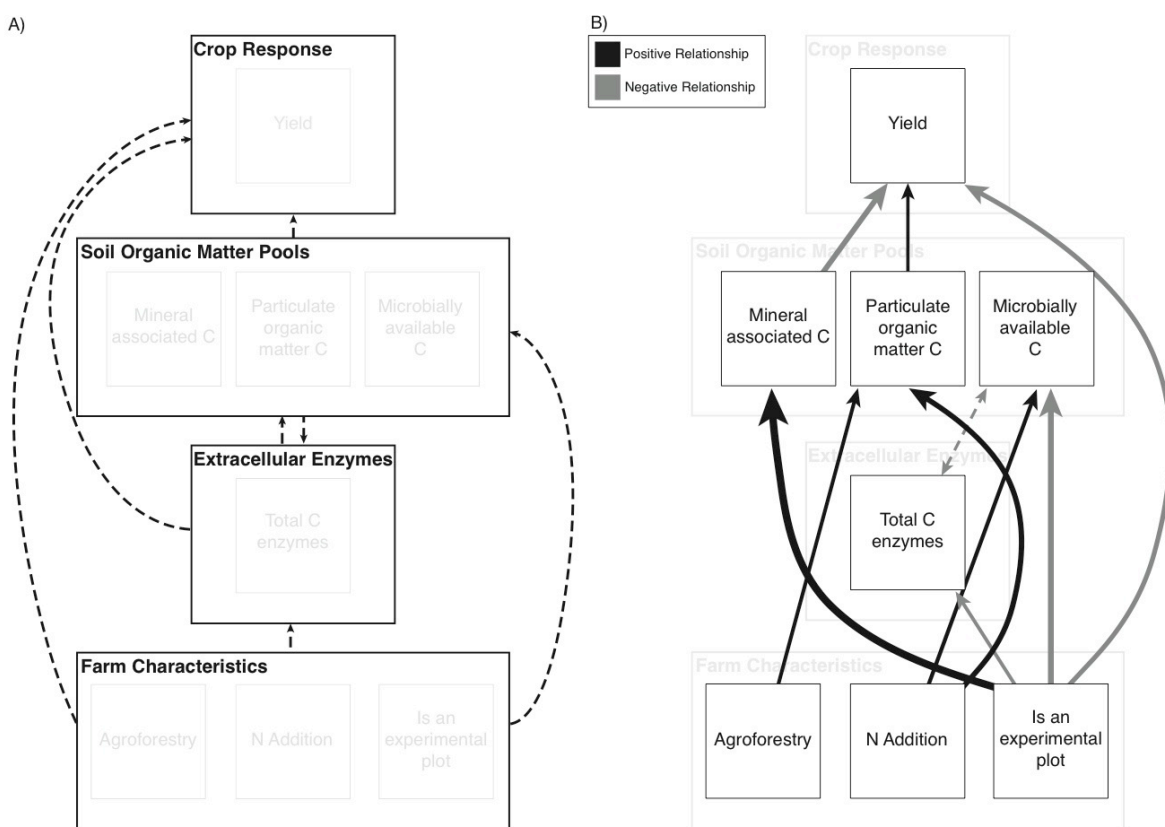 A)
Crop Response
Yield
Soil Organic Matter Pools
Mineral
associated C
Particulate
organic
matter C
Microbially
available
C
Extracellular Enzymes
Total C
enzymes
Farm Characteristics
Agroforestry
N Addition
Is an
experimental
plot
B)
Positive Relationship
Negative Relationship
Crop Response
Yield
Soil Organic Matter Pools
Mineral
associated C
Particulate
organic
matter C
Microbially
available
C
Extracellular Enzymes
Total C
enzymes
Farm Characteristics
Agroforestry
N Addition
Is an
experimental
plot